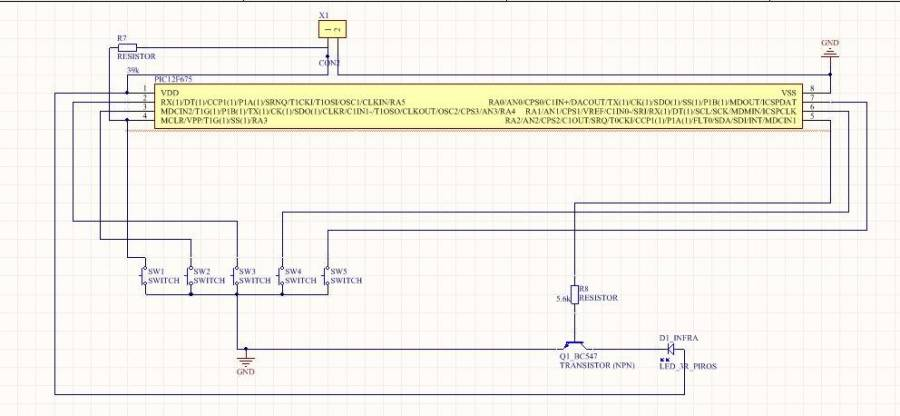 X1
1 2
R7
RESISTOR
39k
CON2
GND
PIC12F675
1 VDD
VSS 8
2 RX(1)/DT(1)/CCP1(1)/P1A(1)/SRNQ/T1CKI/T1OSI/OSC1/CLKIN/RA5
RA0/AN0/CPS0/C1IN+/DACOUT/TX(1)/CK(1)/SDO(1)/SS(1)/P1B(1)/MDOUT/ICSPDAT 7
3 MDCIN2/T1G(1)/P1B(1)/TX(1)/CK(1)/SDO(1)/CLKR/C1IN1-/T1OSO/CLKOUT/OSC2/CPS3/AN3/RA4
RA1/AN1/CPS1/VREF/C1IN0-/SRI/RX(1)/DT(1)/SCL/SCK/MDMIN/ICSPCLK 6
4 MCLR/VPP/T1G(1)/SS(1)/RA3
RA2/AN2/CPS2/C1OUT/SRQ/T0CKI/CCP1(1)/P1A(1)/FLT0/SDA/SDI/INT/MDCIN1 5
SW1
SWITCH
SW2
SWITCH
SW3
SWITCH
SW4
SWITCH
SW5
SWITCH
R8
5.6k RESISTOR
GND
Q1_BC547
TRANSISTOR (NPN)
D1_INFRA
LED_3R_PIROS